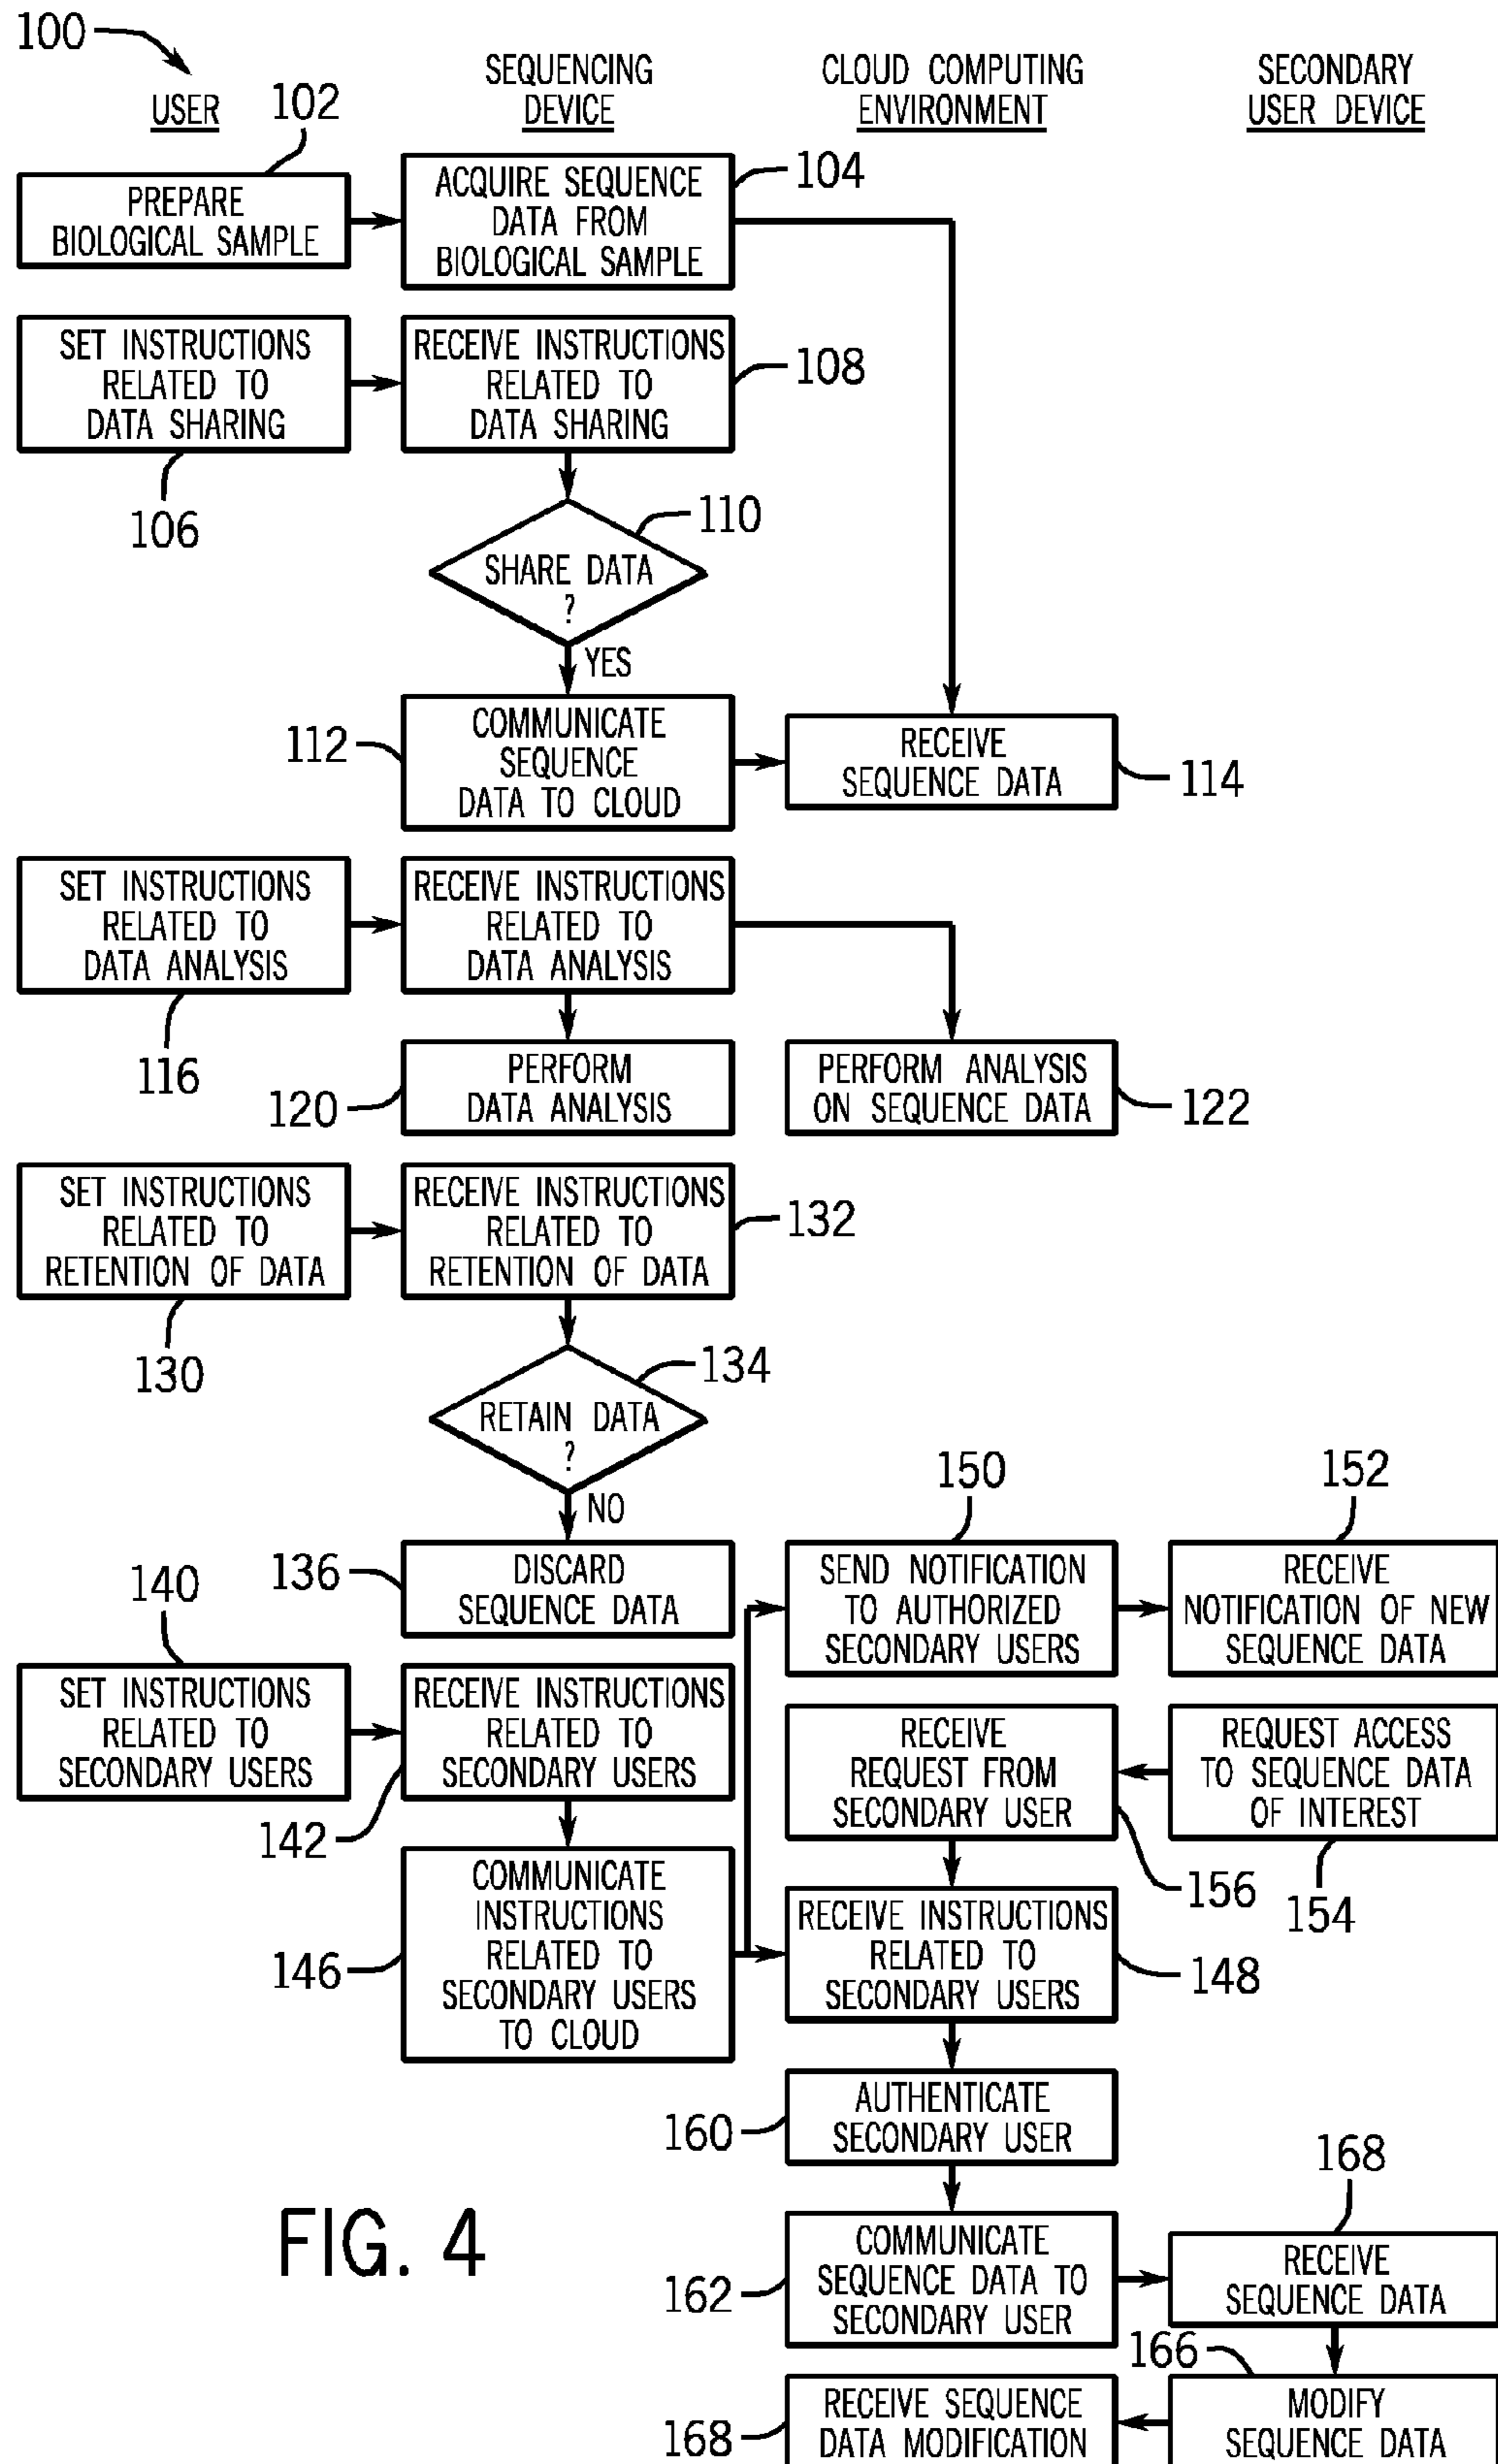 100
USER
SEQUENCING
DEVICE
CLOUD COMPUTING
ENVIRONMENT
SECONDARY
USER DEVICE
102
PREPARE
BIOLOGICAL SAMPLE
ACQUIRE SEQUENCE
DATA FROM
BIOLOGICAL SAMPLE
104
SET INSTRUCTIONS
RELATED TO
DATA SHARING
106
RECEIVE INSTRUCTIONS
RELATED TO
DATA SHARING
108
SHARE DATA
?
110
YES
112
COMMUNICATE
SEQUENCE
DATA TO CLOUD
RECEIVE
SEQUENCE DATA
114
SET INSTRUCTIONS
RELATED TO
DATA ANALYSIS
116
RECEIVE INSTRUCTIONS
RELATED TO
DATA ANALYSIS
120
PERFORM
DATA ANALYSIS
PERFORM ANALYSIS
ON SEQUENCE DATA
122
SET INSTRUCTIONS
RELATED TO
RETENTION OF DATA
130
RECEIVE INSTRUCTIONS
RELATED TO
RETENTION OF DATA
132
RETAIN DATA
?
134
NO
136
DISCARD
SEQUENCE DATA
150
SEND NOTIFICATION
TO AUTHORIZED
SECONDARY USERS
152
RECEIVE
NOTIFICATION OF NEW
SEQUENCE DATA
140
SET INSTRUCTIONS
RELATED TO
SECONDARY USERS
RECEIVE INSTRUCTIONS
RELATED TO
SECONDARY USERS
142
RECEIVE
REQUEST FROM
SECONDARY USER
156
REQUEST ACCESS
TO SEQUENCE DATA
OF INTEREST
154
146
COMMUNICATE
INSTRUCTIONS
RELATED TO
SECONDARY USERS
TO CLOUD
RECEIVE INSTRUCTIONS
RELATED TO
SECONDARY USERS
148
160
AUTHENTICATE
SECONDARY USER
162
COMMUNICATE
SEQUENCE DATA TO
SECONDARY USER
168
RECEIVE
SEQUENCE DATA
166
MODIFY
SEQUENCE DATA
168
RECEIVE SEQUENCE
DATA MODIFICATION
FIG. 4